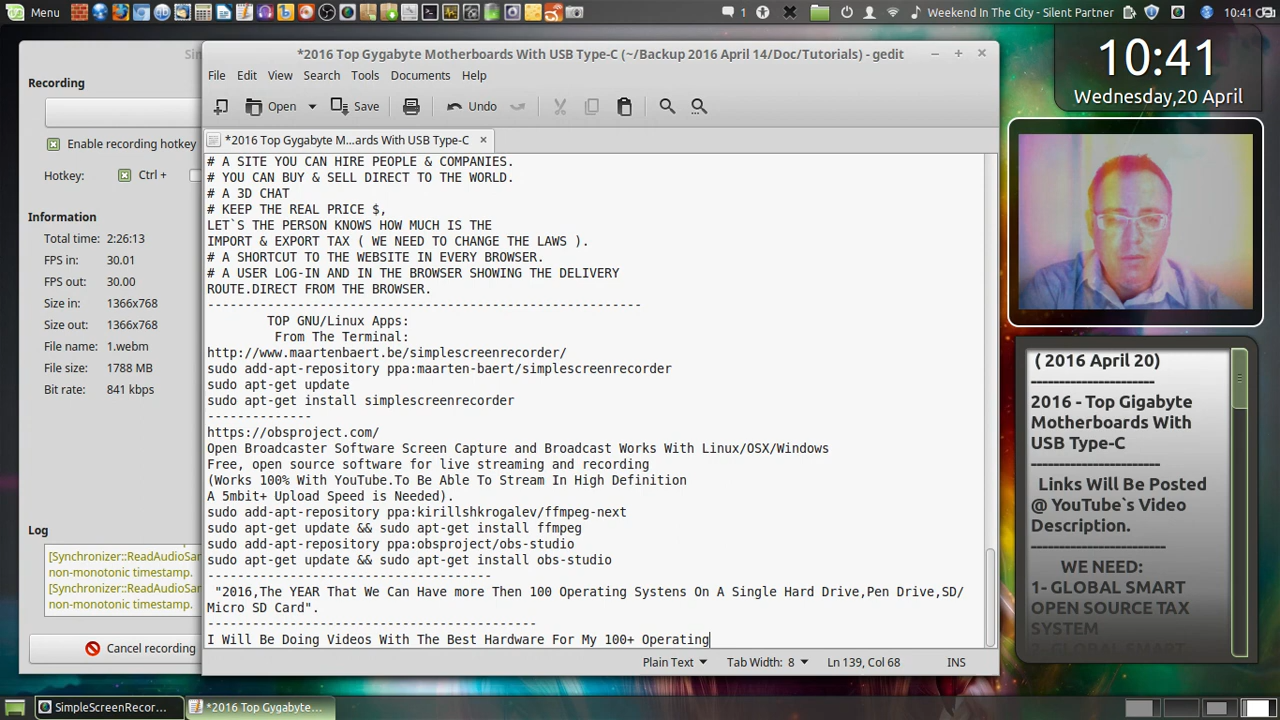 Menu
1
Weekend In The City - Silent Partner
10:41
*2016 Top Gygabyte Motherboards With USB Type-C (~/Backup 2016 April 14/Doc/Tutorials) - gedit
File Edit View Search Tools Documents Help
Open Save Undo
*2016 Top Gygabyte M...ards With USB Type-C
Recording
Enable recording hotkey
Hotkey: Ctrl +
Information
Total time: 2:26:13
FPS in: 30.01
FPS out: 30.00
Size in: 1366x768
Size out: 1366x768
File name: 1.webm
File size: 1788 MB
Bit rate: 841 kbps
Log
[Synchronizer::ReadAudioSa
non-monotonic timestamp.
[Synchronizer::ReadAudioSa
non-monotonic timestamp.
Cancel recording
# A SITE YOU CAN HIRE PEOPLE & COMPANIES.
# YOU CAN BUY & SELL DIRECT TO THE WORLD.
# A 3D CHAT
# KEEP THE REAL PRICE $,
LET`S THE PERSON KNOWS HOW MUCH IS THE
IMPORT & EXPORT TAX ( WE NEED TO CHANGE THE LAWS ).
# A SHORTCUT TO THE WEBSITE IN EVERY BROWSER.
# A USER LOG-IN AND IN THE BROWSER SHOWING THE DELIVERY
ROUTE.DIRECT FROM THE BROWSER.
----------------------------------------------------------
TOP GNU/Linux Apps:
From The Terminal:
http://www.maartenbaert.be/simplescreenrecorder/
sudo add-apt-repository ppa:maarten-baert/simplescreenrecorder
sudo apt-get update
sudo apt-get install simplescreenrecorder
--------------
https://obsproject.com/
Open Broadcaster Software Screen Capture and Broadcast Works With Linux/OSX/Windows
Free, open source software for live streaming and recording
(Works 100% With YouTube.To Be Able To Stream In High Definition
A 5mbit+ Upload Speed is Needed).
sudo add-apt-repository ppa:kirillshkrogalev/ffmpeg-next
sudo apt-get update && sudo apt-get install ffmpeg
sudo add-apt-repository ppa:obsproject/obs-studio
sudo apt-get update && sudo apt-get install obs-studio
--------------------------------------
"2016,The YEAR That We Can Have more Then 100 Operating Systens On A Single Hard Drive,Pen Drive,SD/
Micro SD Card".
--------------------------------------------
I Will Be Doing Videos With The Best Hardware For My 100+ Operating
Plain Text Tab Width: 8 Ln 139, Col 68 INS
10:41
Wednesday,20 April
( 2016 April 20)
-----------------------
2016 - Top Gigabyte
Motherboards With
USB Type-C
------------------------
Links Will Be Posted
@ YouTube`s Video
Description.
-------------------------
WE NEED:
1- GLOBAL SMART
OPEN SOURCE TAX
SYSTEM
SimpleScreenRecor...
*2016 Top Gygabyte...